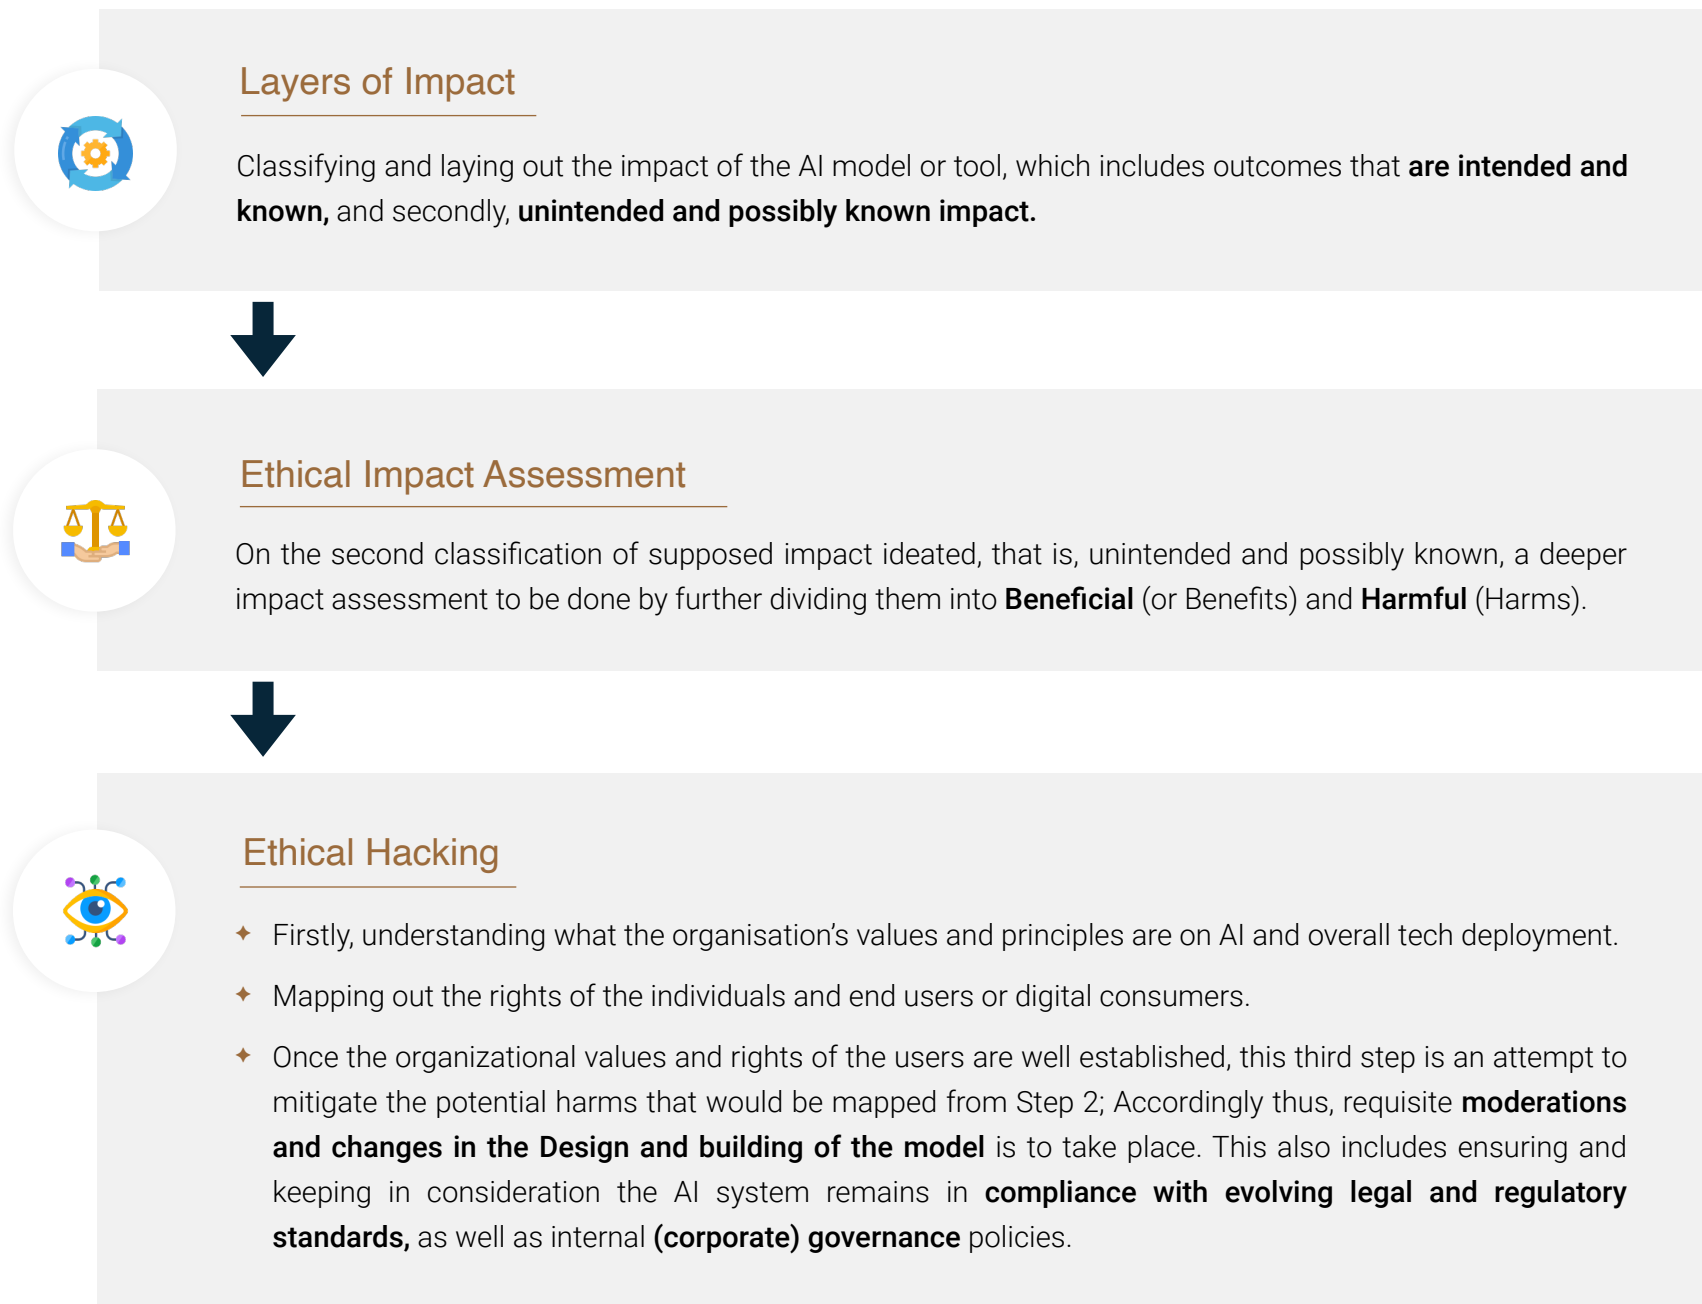 Layers of Impact
Classifying and laying out the impact of the AI model or tool, which includes outcomes that are intended and
known, and secondly, unintended and possibly known impact.
Ethical Impact Assessment
On the second classification of supposed impact ideated, that is, unintended and possibly known, a deeper
impact assessment to be done by further dividing them into Beneficial (or Benefits) and Harmful (Harms).
Ethical Hacking
Firstly, understanding what the organisation's values and principles are on AI and overall tech deployment.
Mapping out the rights of the individuals and end users or digital consumers.
Once the organizational values and rights of the users are well established, this third step is an attempt to
mitigate the potential harms that would be mapped from Step 2; Accordingly thus, requisite moderations
and changes in the Design and building of the model is to take place. This also includes ensuring and
keeping in consideration the AI system remains in compliance with evolving legal and regulatory
standards, as well as internal (corporate) governance policies.